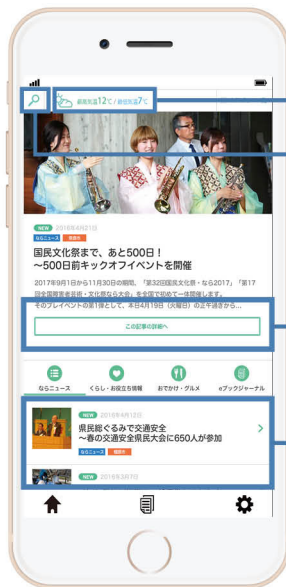 最高気温12℃ / 最低気温7℃
NEW 2016年4月21日
ならニュース 橿原市
国民文化祭まで、あと500日！
～500日前キックオフイベントを開催
2017年9月1日から11月30日の期間、「第32回国民文化祭・なら2017」「第17
回全国障害者芸術・文化祭なら大会」を全国で初めて一体開催します。
そのプレイベントの第1弾として、本日4月19日（火曜日）の正午過ぎから...
この記事の詳細へ
ならニュース くらし・お役立ち情報 おでかけ・グルメ eブックジャーナル
NEW 2016年4月12日
県民総ぐるみで交通安全
～春の交通安全県民大会に650人が参加
ならニュース 橿原市
NEW 2016年3月7日